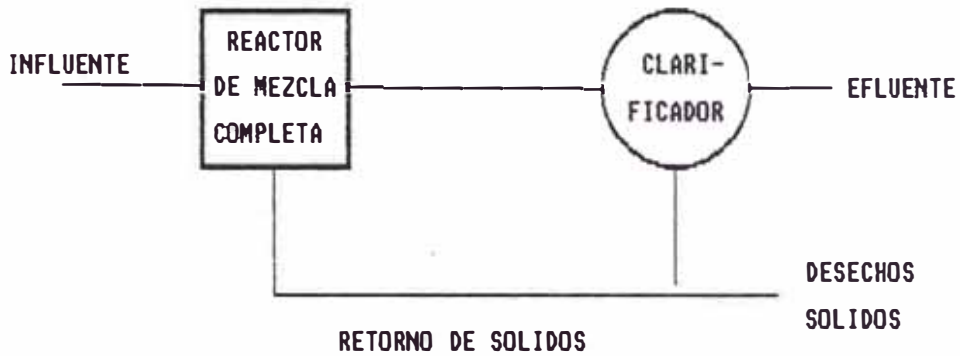 INFLUENTE
REACTOR
DE MEZCLA
COMPLETA
CLARI-
FICADOR
EFLUENTE
DESECHOS
SOLIDOS
RETORNO DE SOLIDOS